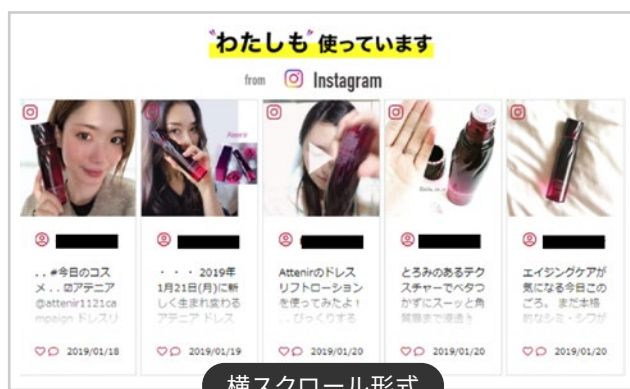 "わたしも"使っています
from Instagram
Attenir
. . #今日のコス
メ . . ☑アテニア
@attenir1121ca
mpaign ドレスリ
2019/01/18
・ ・ ・ 2019年
1月21日(月)に新
しく生まれ変わる
アテニア ドレス
2019/01/19
Attenirのドレス
リフトローション
を使ってみたよ!
. . びっくりする
2019/01/20
とろみのあるテク
スチャーでベタつ
かずにスーッと角
質層まで浸透さ
2019/01/20
エイジングケアが
気になる今日この
ごろ。 まだ本格
的なシミ・シワが
2019/01/20
横スクロール形式